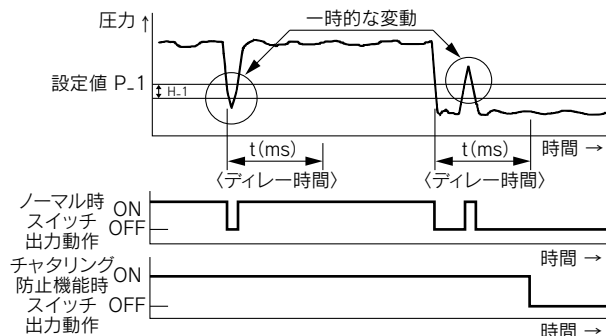 圧力 ↑
一時的な変動
設定値 P_1
H_1
t(ms)
t(ms)
時間 →
〈ディレー時間〉
〈ディレー時間〉
ノーマル時
スイッチ
出力動作
ON
OFF
時間 →
チャタリング
防止機能時
スイッチ
出力動作
ON
OFF
時間 →